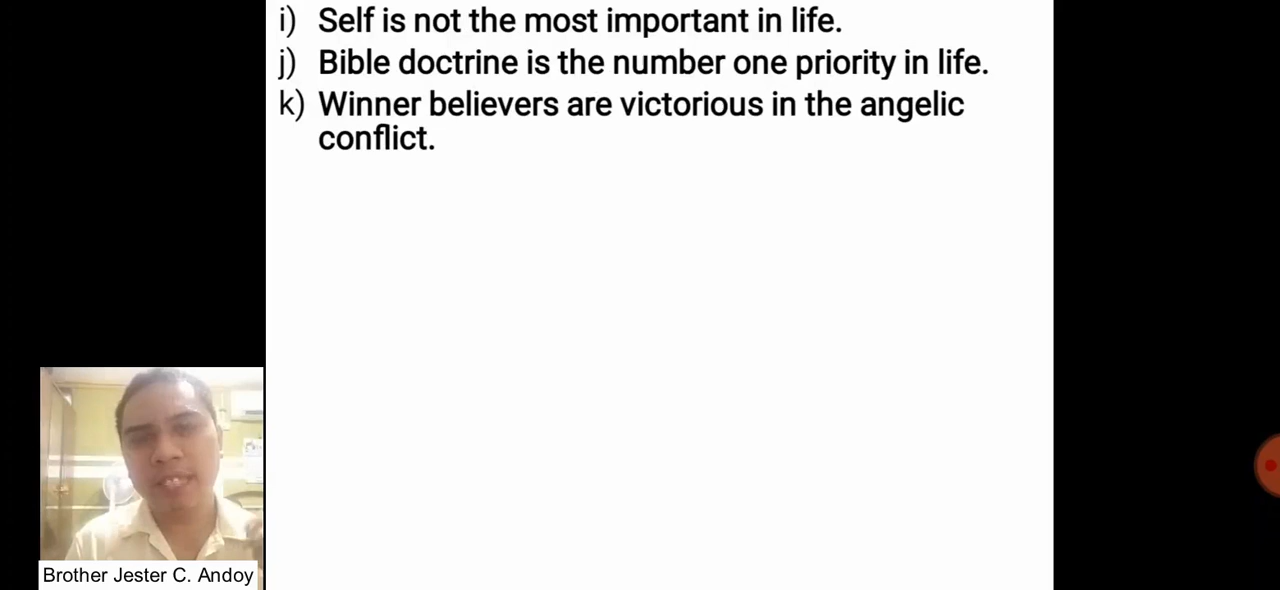 i) Self is not the most important in life.
j) Bible doctrine is the number one priority in life.
k) Winner believers are victorious in the angelic
conflict.
Brother Jester C. Andoy